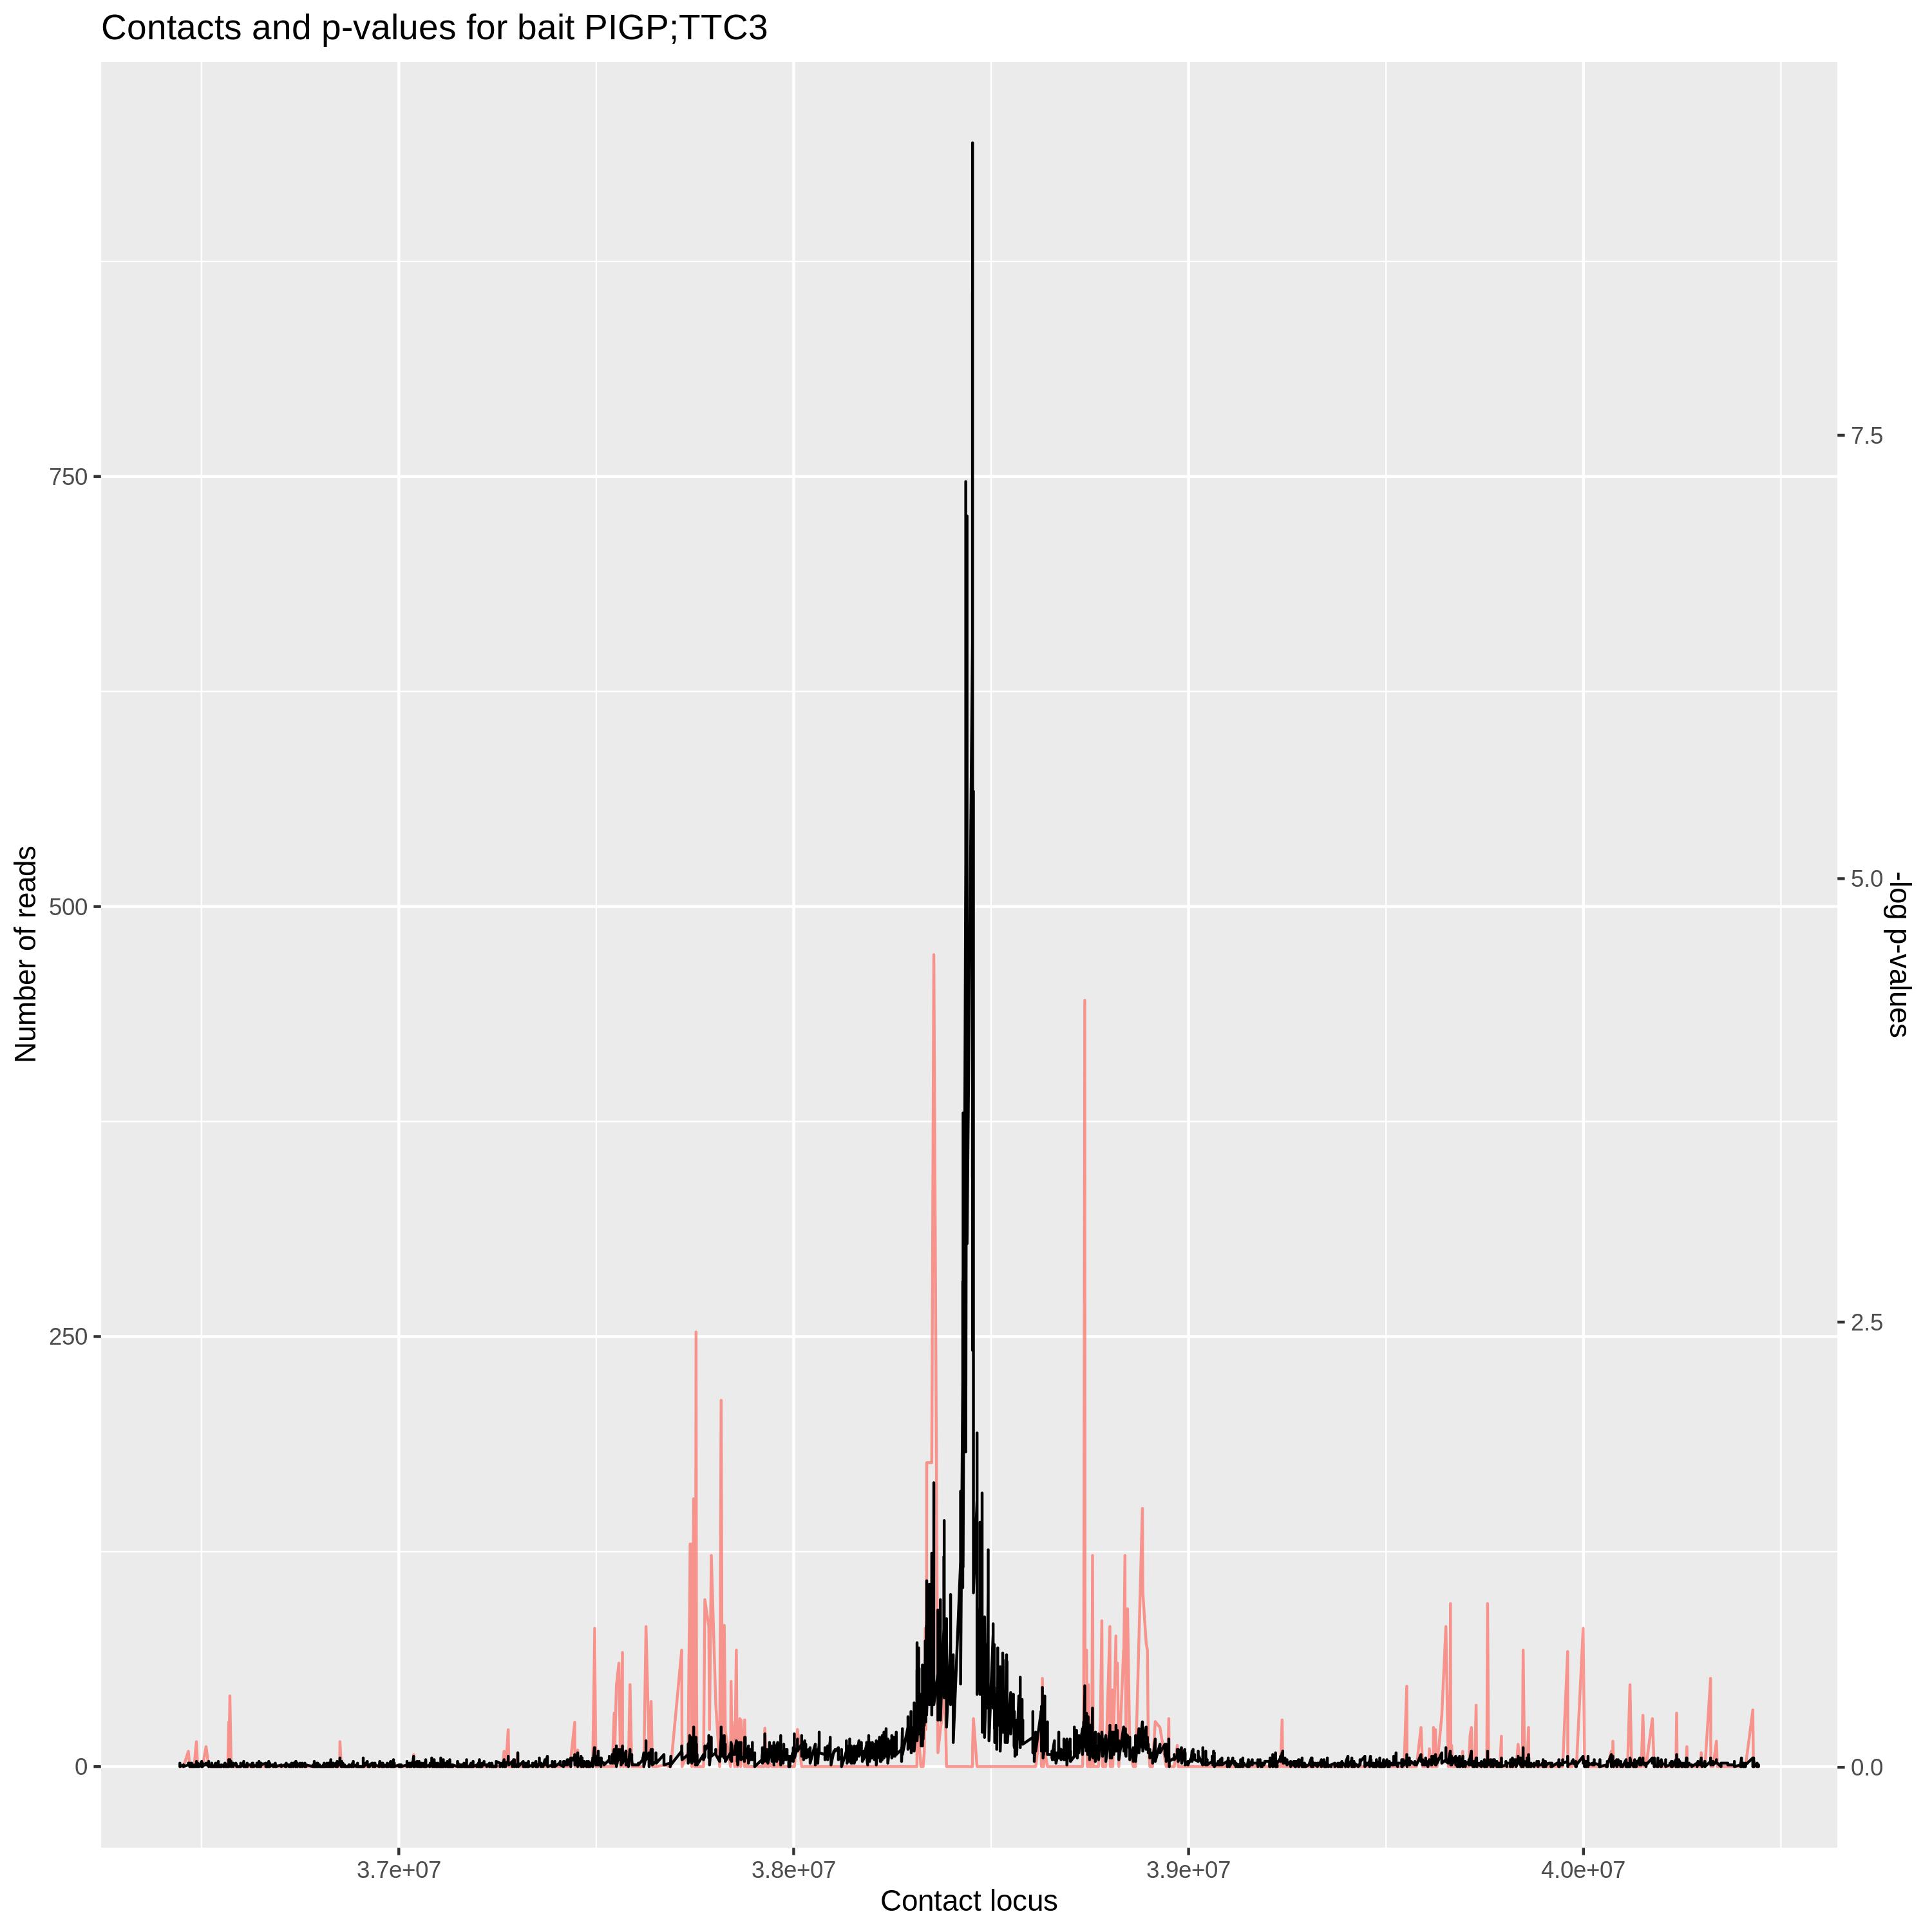 Contacts and p-values for bait PIGP;TTC3
Number of reads
750
500
250
0
7.5
5.0
2.5
0.0
-log p-values
3.7e+07 3.8e+07 3.9e+07 4.0e+07
Contact locus